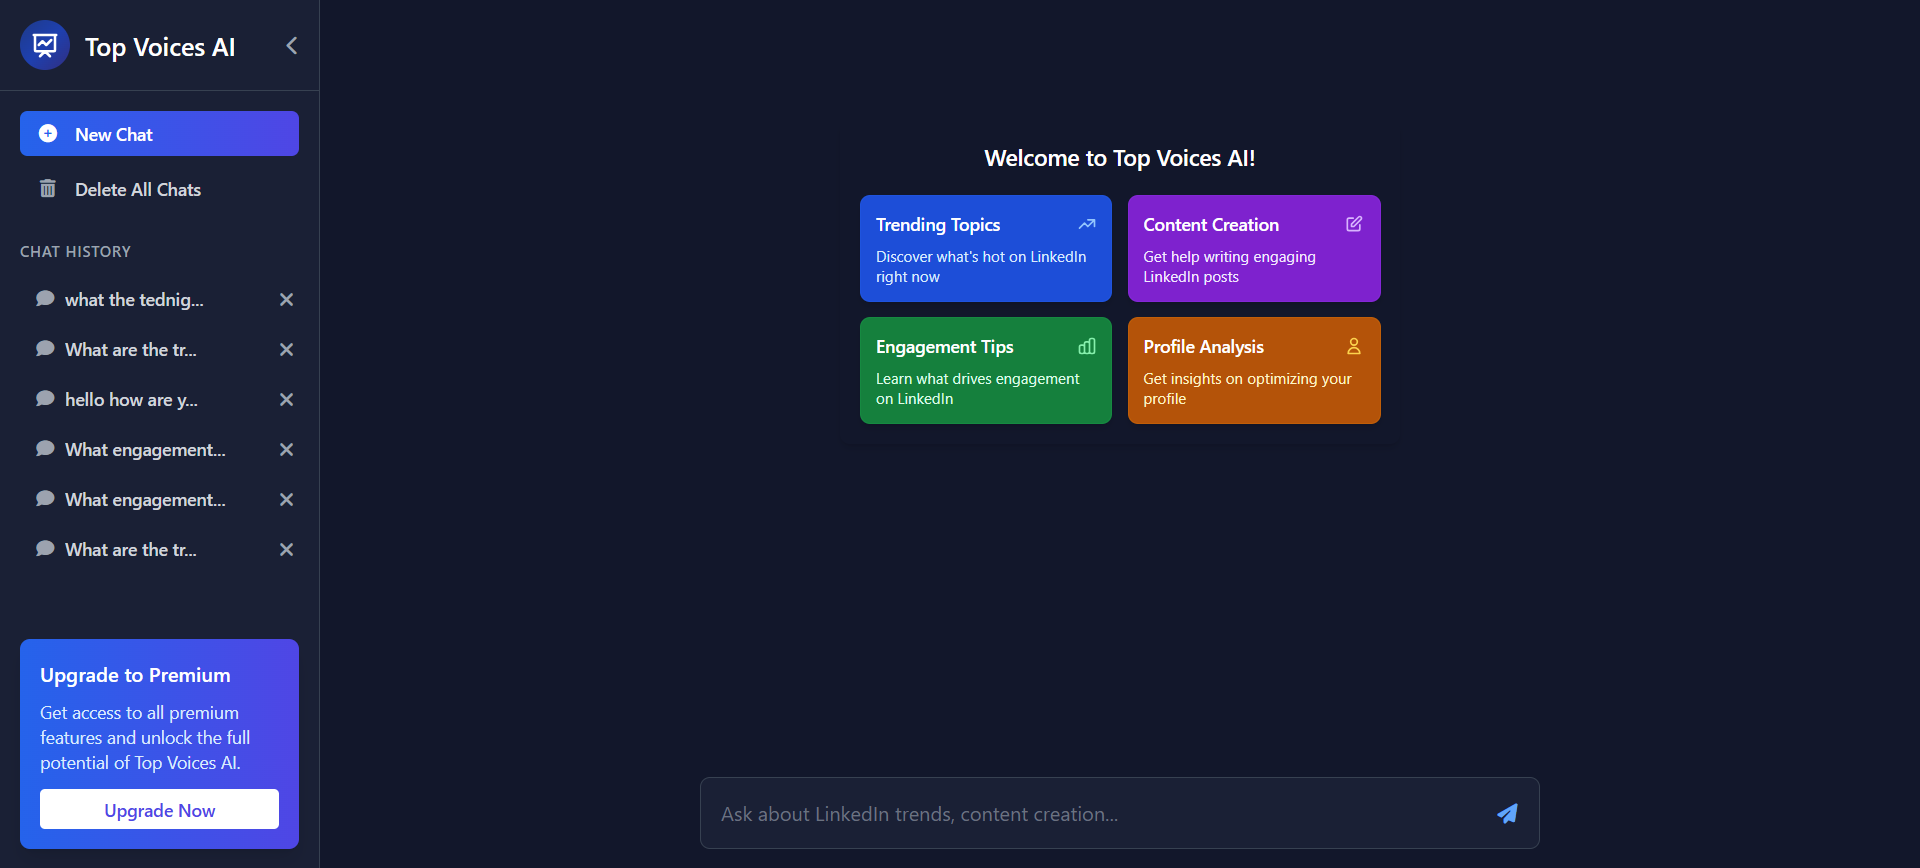 Top Voices AI
New Chat
Delete All Chats
CHAT HISTORY
what the tednig...
What are the tr...
hello how are y...
What engagement...
What engagement...
What are the tr...
Upgrade to Premium
Get access to all premium
features and unlock the full
potential of Top Voices AI.
Upgrade Now
Welcome to Top Voices AI!
Trending Topics
Discover what's hot on LinkedIn
right now
Content Creation
Get help writing engaging
LinkedIn posts
Engagement Tips
Learn what drives engagement
on LinkedIn
Profile Analysis
Get insights on optimizing your
profile
Ask about LinkedIn trends, content creation...